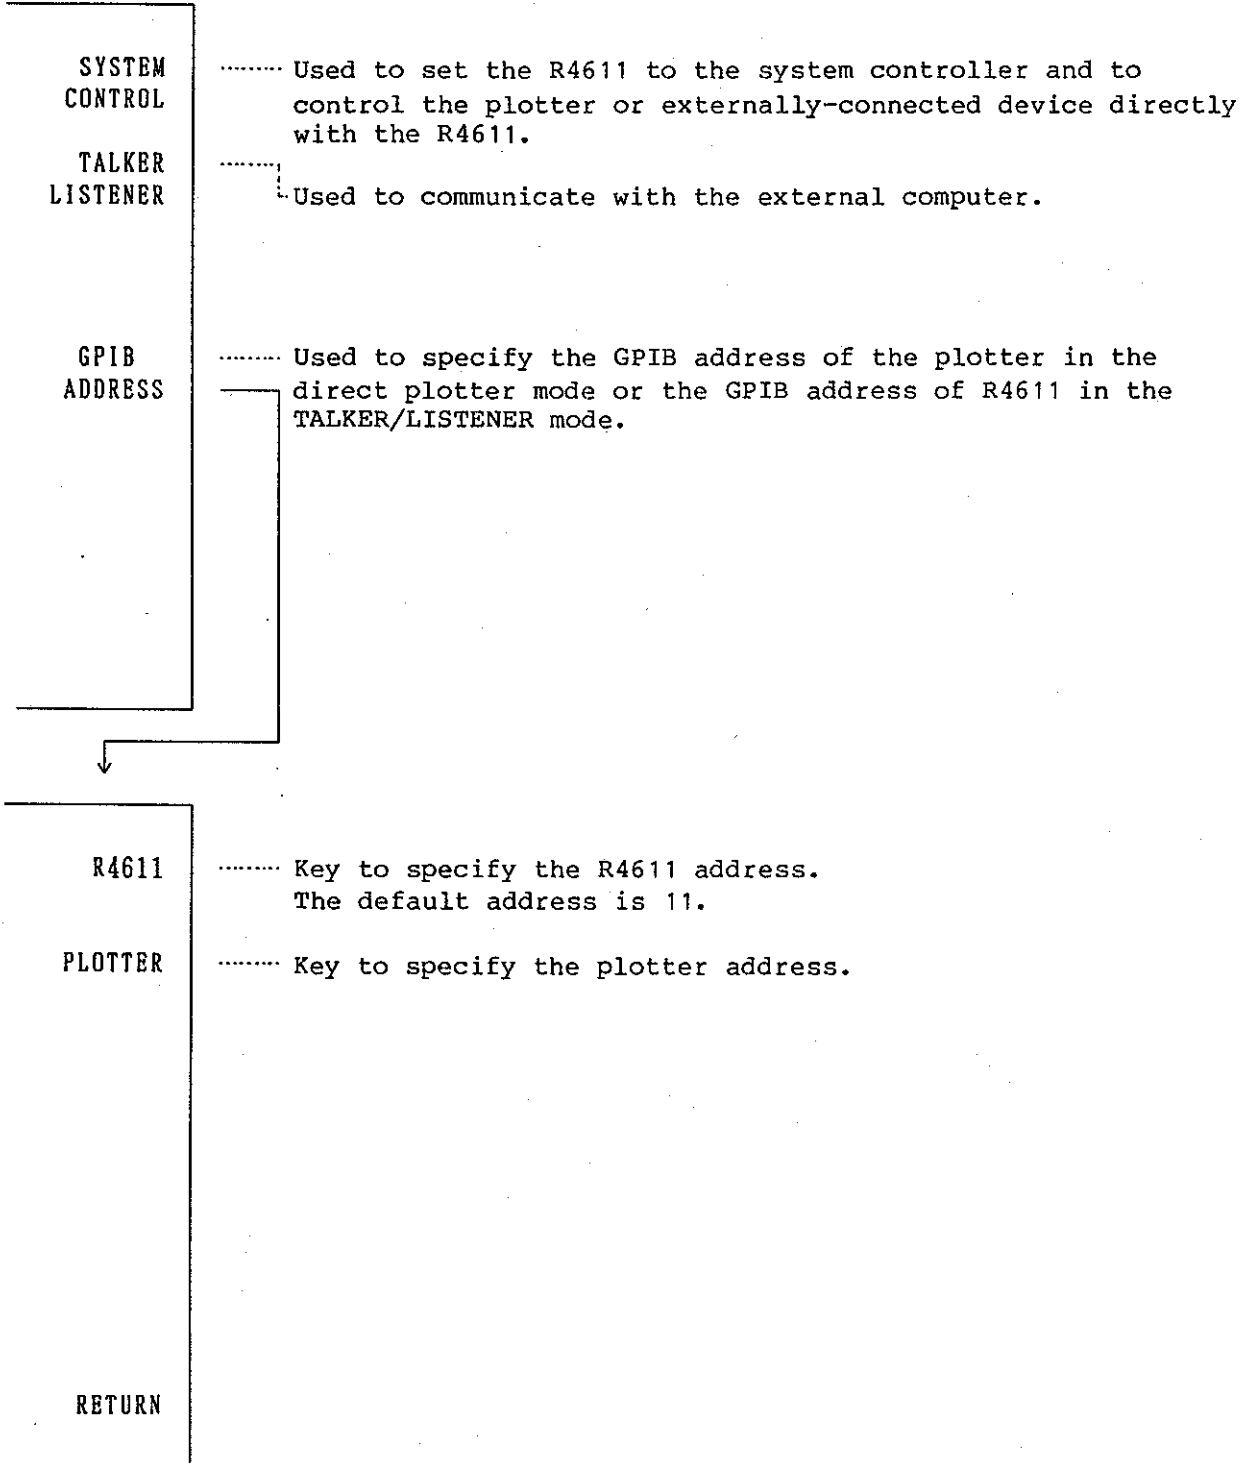 SYSTEM ········ Used to set the R4611 to the system controller and to
CONTROL control the plotter or externally-connected device directly
with the R4611.
TALKER ········
LISTENER Used to communicate with the external computer.
GPIB ········ Used to specify the GPIB address of the plotter in the
ADDRESS direct plotter mode or the GPIB address of R4611 in the
TALKER/LISTENER mode.
R4611 ········ Key to specify the R4611 address.
The default address is 11.
PLOTTER ········ Key to specify the plotter address.
RETURN